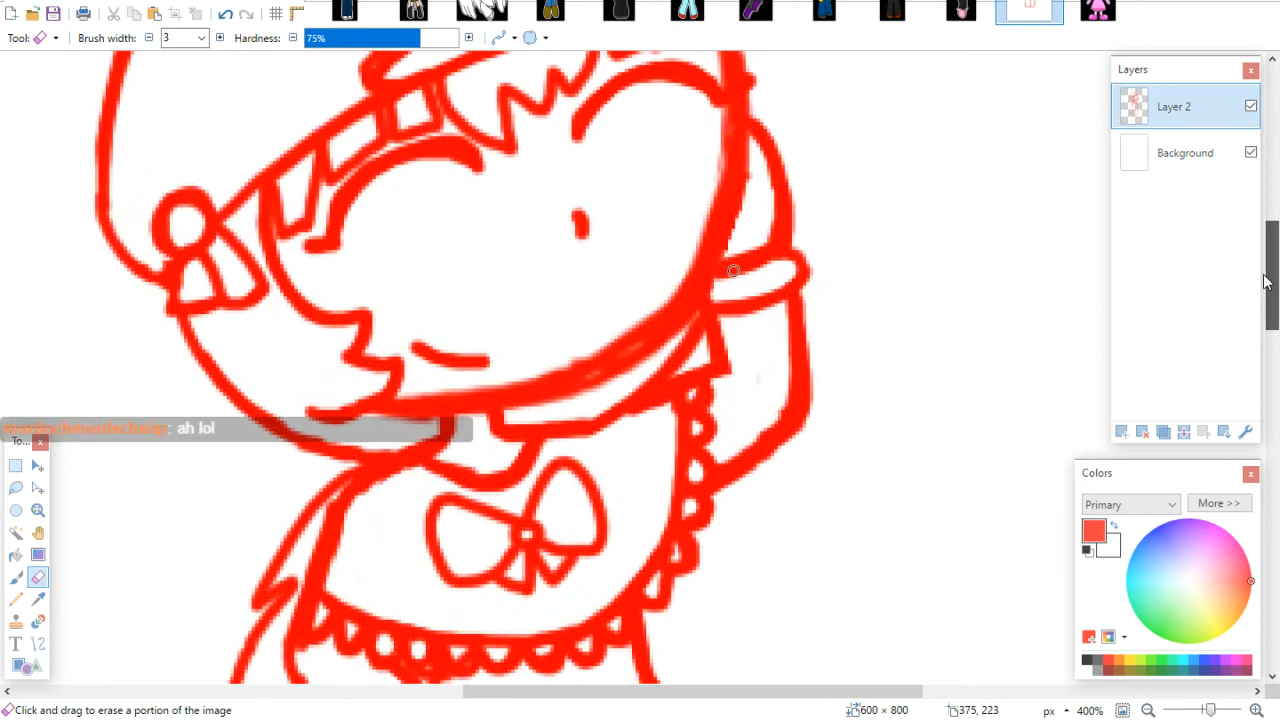 Tool:
Brush width:
3
Hardness:
75%
Layers
Layer 2
Background
: ah lol
To...
Colors
Primary
More >>
T
Click and drag to erase a portion of the image
600 × 800
375, 223
px
400%